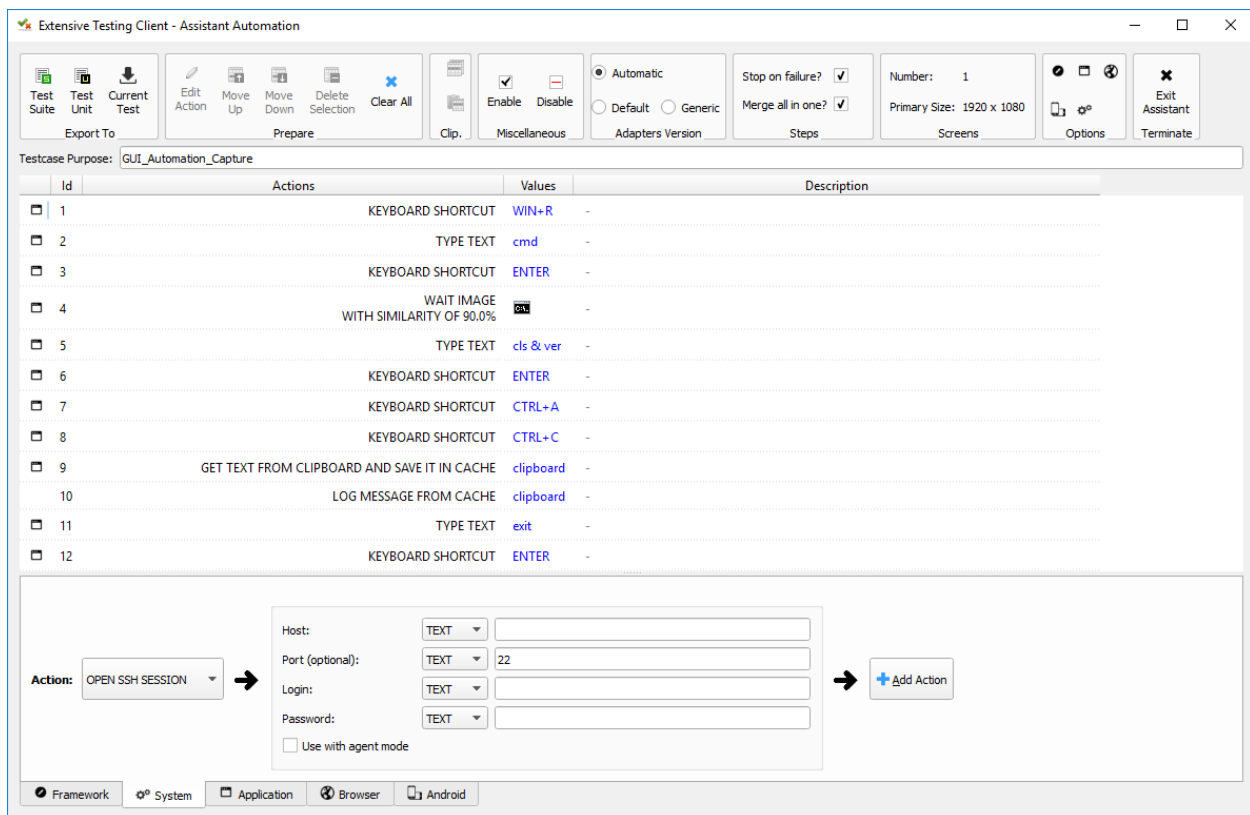 Extensive Testing Client - Assistant Automation
Test Suite
Test Unit
Current Test
Export To
Edit Action
Move Up
Move Down
Delete Selection
Clear All
Prepare
Clip.
Enable
Disable
Miscellaneous
Automatic
Default
Generic
Adapters Version
Stop on failure?
Merge all in one?
Steps
Number: 1
Primary Size: 1920 x 1080
Screens
Options
Exit Assistant
Terminate
Testcase Purpose: GUI_Automation_Capture
Id Actions Values Description
1 KEYBOARD SHORTCUT WIN+R -
2 TYPE TEXT cmd -
3 KEYBOARD SHORTCUT ENTER -
4 WAIT IMAGE
WITH SIMILARITY OF 90.0% C:\. -
5 TYPE TEXT cls & ver -
6 KEYBOARD SHORTCUT ENTER -
7 KEYBOARD SHORTCUT CTRL+A -
8 KEYBOARD SHORTCUT CTRL+C -
9 GET TEXT FROM CLIPBOARD AND SAVE IT IN CACHE clipboard -
10 LOG MESSAGE FROM CACHE clipboard -
11 TYPE TEXT exit -
12 KEYBOARD SHORTCUT ENTER -
Action: OPEN SSH SESSION
Host: TEXT
Port (optional): TEXT 22
Login: TEXT
Password: TEXT
Use with agent mode
Add Action
Framework System Application Browser Android